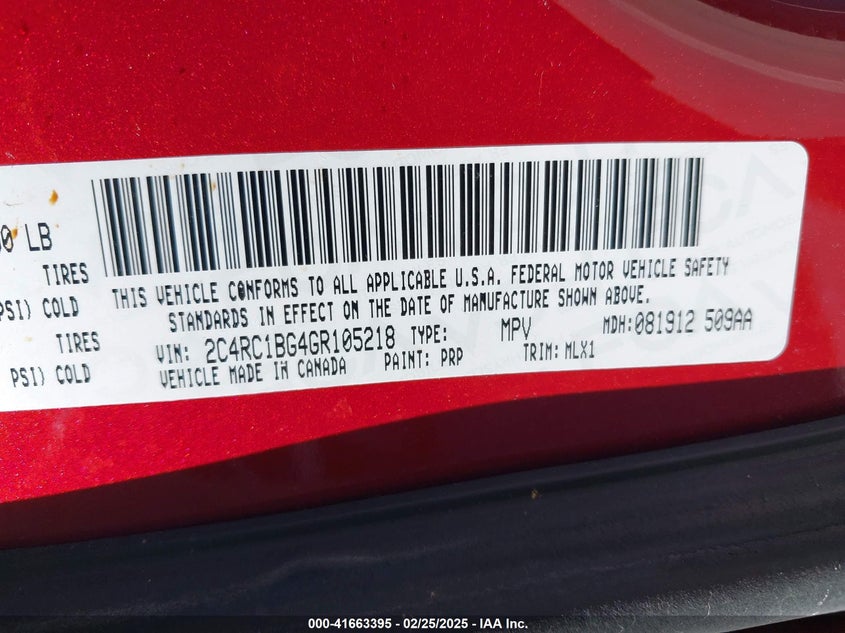 0 LB
TIRES
PSI) COLD
TIRES
PSI) COLD
THIS VEHICLE CONFORMS TO ALL APPLICABLE U.S.A. FEDERAL MOTOR VEHICLE SAFETY
STANDARDS IN EFFECT ON THE DATE OF MANUFACTURE SHOWN ABOVE.
VIN: 2C4RC1BG4GR105218 TYPE: MPV MDH:081912 509AA
VEHICLE MADE IN CANADA PAINT: PRP TRIM: MLX1
000-41663395 - 02/25/2025 - IAA Inc.